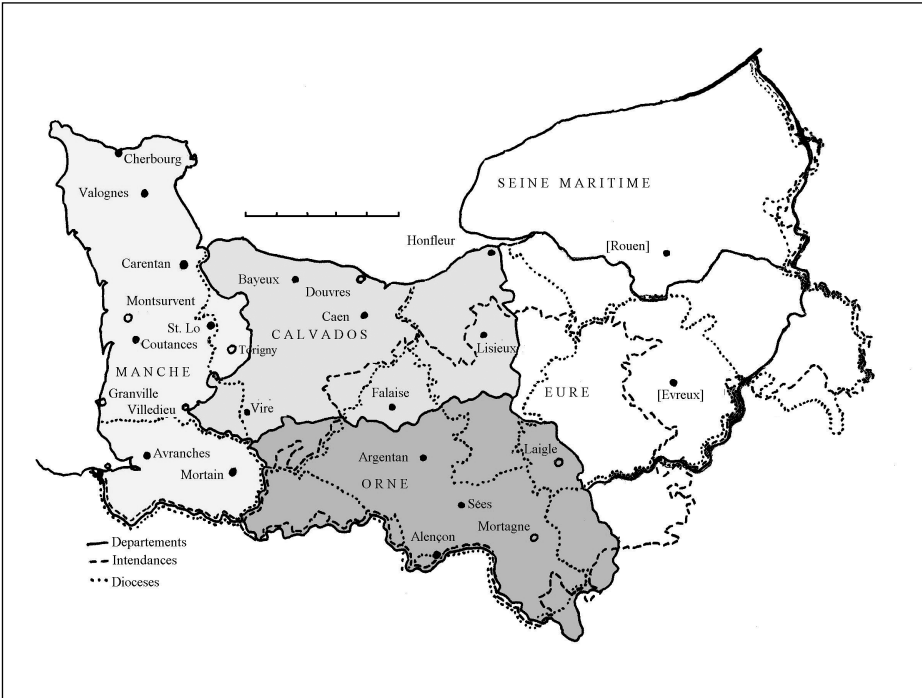 Cherbourg
SEINE MARITIME
Valognes
Honfleur
[Rouen]
Carentan
Bayeux
Douvres
Montsurvent
Caen
St. Lo
CALVADOS
Coutances
Torigny
Lisieux
MANCHE
Granville
Falaise
EURE
[Evreux]
Villedieu
Vire
Avranches
Argentan
Laigle
Mortain
ORNE
Sées
Mortagne
Alençon
Departements
Intendances
Dioceses